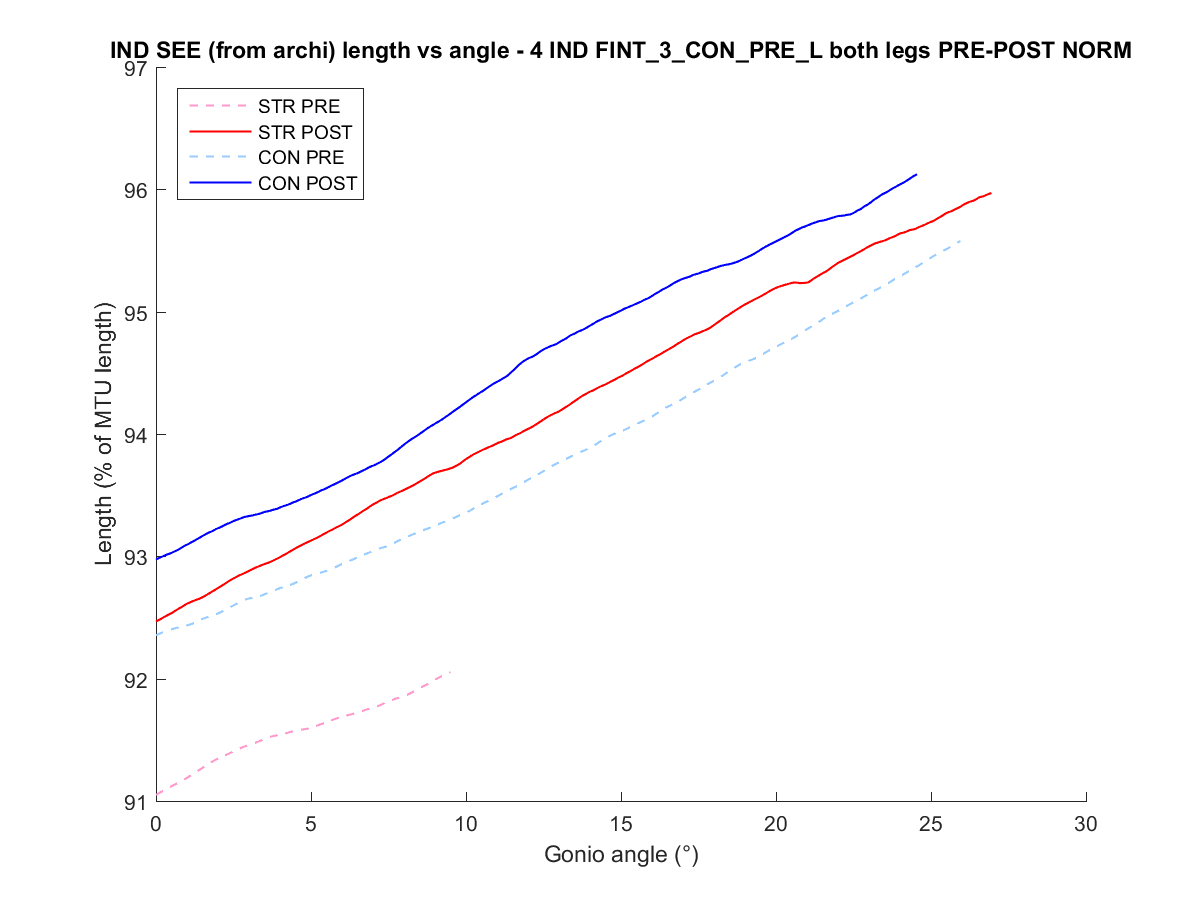 IND SEE (from archi) length vs angle - 4 IND FINT_3_CON_PRE_L both legs PRE-POST NORM
97
96
95
94
93
92
91
Length (% of MTU length)
STR PRE
STR POST
CON PRE
CON POST
0
5
10
15
20
25
30
Gonio angle (°)